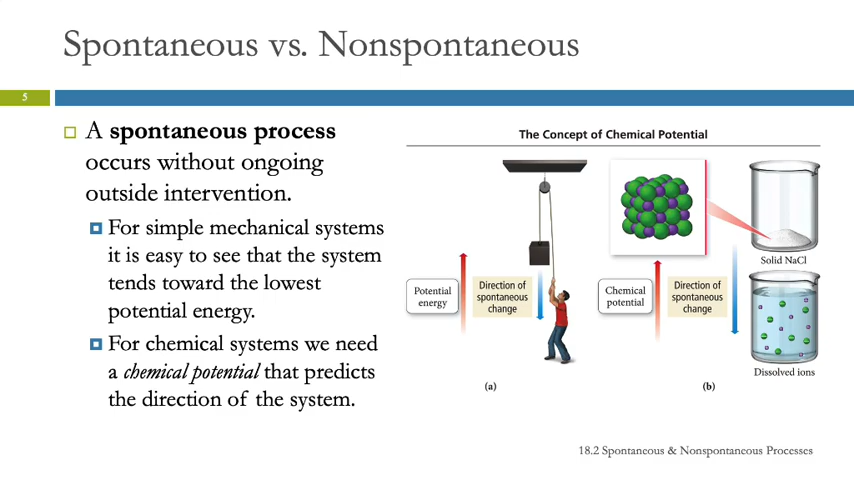 Spontaneous vs. Nonspontaneous
5
A spontaneous process
occurs without ongoing
outside intervention.
For simple mechanical systems
it is easy to see that the system
tends toward the lowest
potential energy.
For chemical systems we need
a chemical potential that predicts
the direction of the system.
The Concept of Chemical Potential
Potential
energy
Direction of
spontaneous
change
(a)
Chemical
potential
Direction of
spontaneous
change
(b)
Solid NaCl
Dissolved ions
18.2 Spontaneous & Nonspontaneous Processes